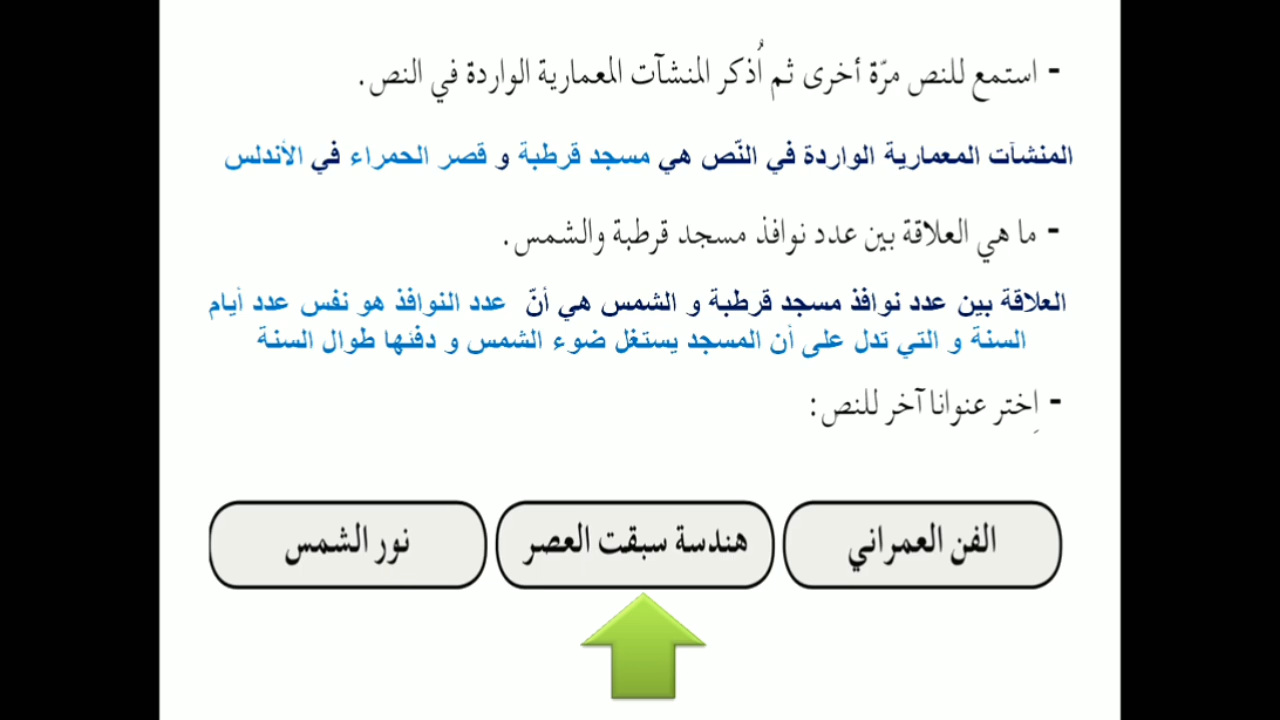 - استمع للنص مرّة أخرى ثم أُذكر المنشآت المعمارية الواردة في النص.
المنشآت المعمارية الواردة في النّص هي مسجد قرطبة و قصر الحمراء في الأندلس
- ما هي العلاقة بين عدد نوافذ مسجد قرطبة والشمس.
العلاقة بين عدد نوافذ مسجد قرطبة و الشمس هي أنّ عدد النوافذ هو نفس عدد أيام
السنة و التي تدل على أن المسجد يستغل ضوء الشمس و دفئها طوال السنة
- اِختر عنوانا آخر للنص:
الفن العمراني
هندسة سبقت العصر
نور الشمس